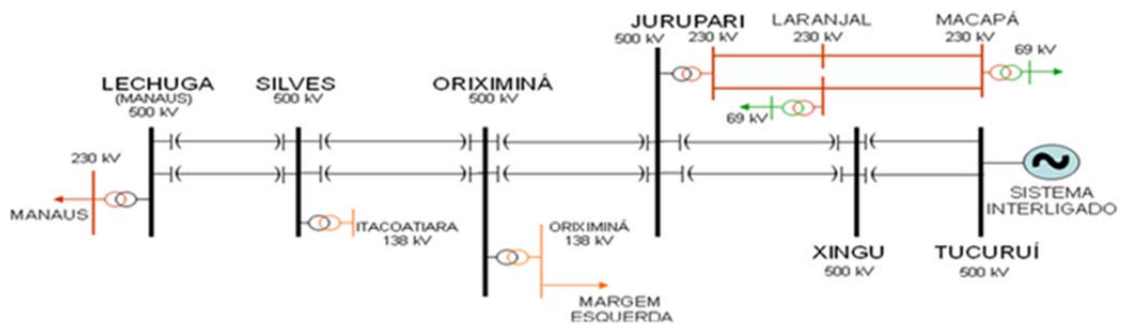 JURUPARI
500 kV
230 kV
LARANJAL
230 kV
MACAPÁ
230 kV
69 kV
69 kV
LECHUGA
(MANAUS)
500 kV
SILVES
500 kV
ORIXIMINÁ
500 kV
230 kV
MANAUS
ITACOATIARA
138 kV
ORIXIMINÁ
138 kV
MARGEM
ESQUERDA
XINGU
500 kV
TUCURUÍ
500 kV
SISTEMA
INTERLIGADO